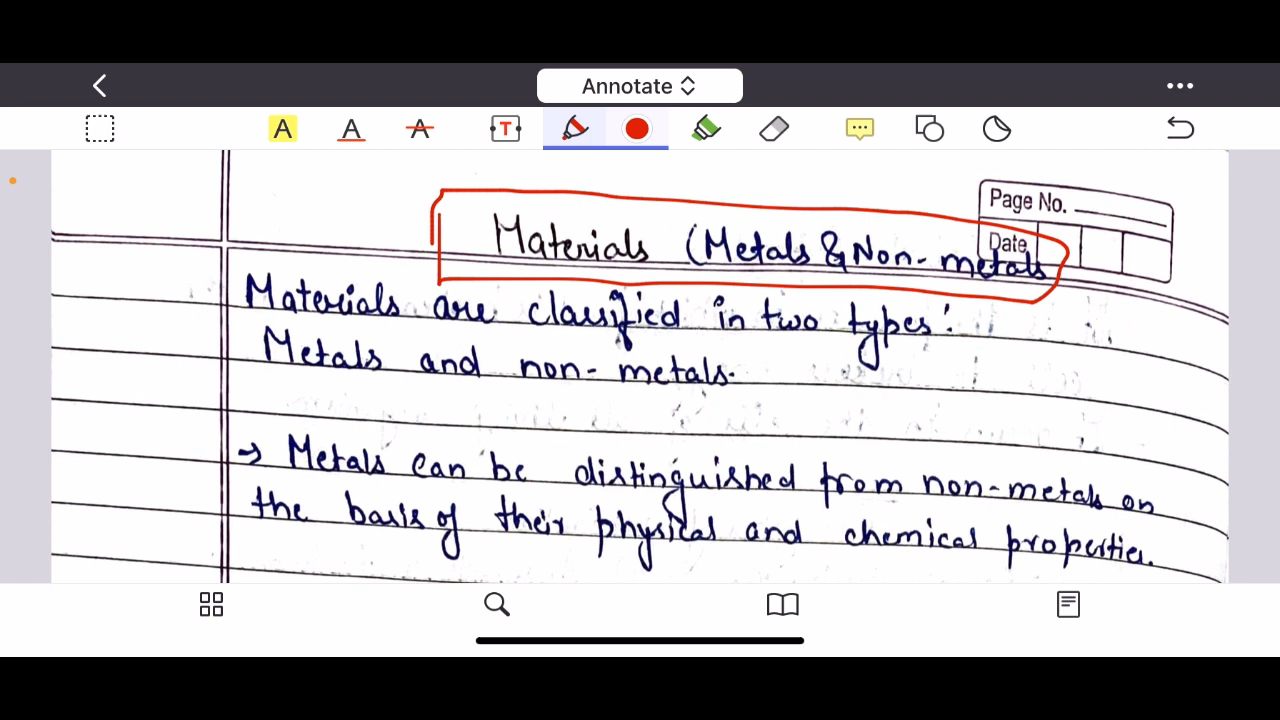 Annotate
A A A T
Page No.
Date
Materials (Metals & Non-metals
Materials are classified in two types:
Metals and non-metals.
→ Metals can be distinguished from non-metals on
the basis of their physical and chemical properties.